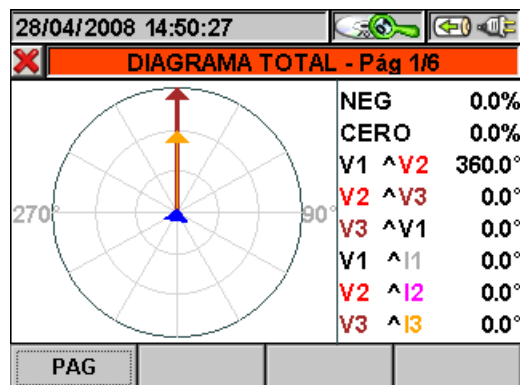 28/04/2008 14:50:27
DIAGRAMA TOTAL - Pág 1/6
NEG 0.0%
CERO 0.0%
V1 ^V2 360.0°
V2 ^V3 0.0°
270° 90°
V3 ^V1 0.0°
V1 ^I1 0.0°
V2 ^I2 0.0°
V3 ^I3 0.0°
PAG